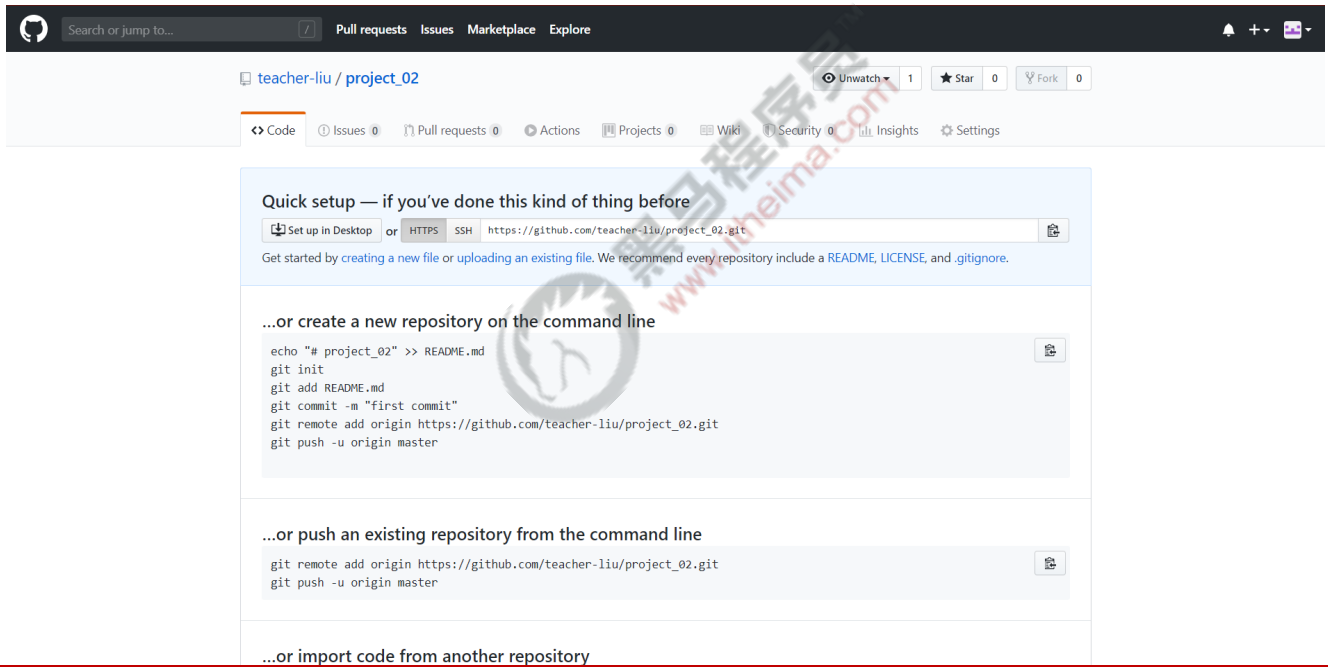 Search or jump to... / Pull requests Issues Marketplace Explore
teacher-liu / project_02 Unwatch 1 Star 0 Fork 0
Code Issues 0 Pull requests 0 Actions Projects 0 Wiki Security 0 Insights Settings
Quick setup — if you’ve done this kind of thing before
Set up in Desktop or HTTPS SSH https://github.com/teacher-liu/project_02.git
Get started by creating a new file or uploading an existing file. We recommend every repository include a README, LICENSE, and .gitignore.
…or create a new repository on the command line
echo "# project_02" >> README.md
git init
git add README.md
git commit -m "first commit"
git remote add origin https://github.com/teacher-liu/project_02.git
git push -u origin master
…or push an existing repository from the command line
git remote add origin https://github.com/teacher-liu/project_02.git
git push -u origin master
…or import code from another repository
黑马程序员™
www.itheima.com